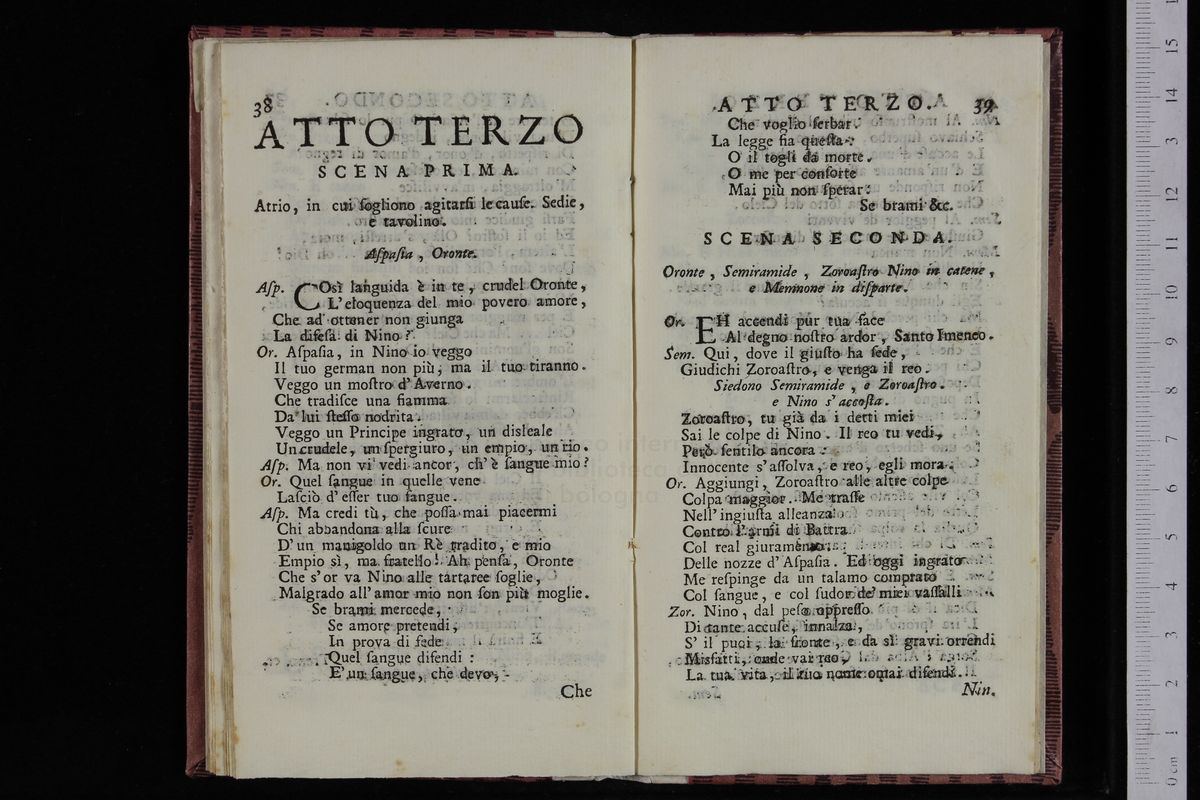 38
ATTO TERZO
SCENA PRIMA.
Atrio, in cui ſogliono agitarſi le cauſe. Sedie,
e tavolino.
Aſpaſia, Oronte.
Aſp. COsì languida è in te, crudel Oronte,
L'eloquenza del mio povero amore,
Che ad ottener non giunga
La difeſa di Nino?
Or. Aſpaſia, in Nino io veggo
Il tuo german non più, ma il tuo tiranno.
Veggo un moſtro d'Averno.
Che tradiſce una fiamma
Da lui ſteſſo nodrita.
Veggo un Principe ingrato, un disleale
Un crudele, un ſpergiuro, un empio, un rio.
Aſp. Ma non vi vedi ancor, ch'è ſangue mio?
Or. Quel ſangue in quelle vene
Laſciò d'eſſer tuo ſangue.
Aſp. Ma credi tù, che poſſa mai piacermi
Chi abbandona alla ſcure
D'un manigoldo un Rè tradito, e mio
Empio sì, ma fratello! Ah penſa, Oronte
Che s'or va Nino alle tartaree ſoglie,
Malgrado all'amor mio non ſon più moglie.
Se brami mercede,
Se amore pretendi,
In prova di fede
Quel ſangue difendi:
E' un ſangue, che devo,
Che
ATTO TERZO. 39
Che voglio ſerbar.
La legge ſia queſta:
O il togli da morte.
O me per conſorte
Mai più non ſperar:
Se brami &c.
SCENA SECONDA.
Oronte, Semiramide, Zoroaſtro Nino in catene,
e Memnone in diſparte.
Or. EH accendi pur tua face
Al degno noſtro ardor, Santo Imeneo.
Sem. Qui, dove il giuſto ha ſede,
Giudichi Zoroaſtro, e venga il reo.
Siedono Semiramide, e Zoroaſtro.
e Nino s'accoſta.
Zoroaſtro, tu già da i detti miei
Sai le colpe di Nino. Il reo tu vedi,
Però ſentilo ancora:
Innocente s'aſſolva, e reo, egli mora.
Or. Aggiungi, Zoroaſtro alle altre colpe
Colpa maggior. Me traſſe
Nell'ingiuſta alleanza
Contro l'armi di Battra
Col real giuramento
Delle nozze d'Aſpaſia. Ed oggi ingrato
Me reſpinge da un talamo comprato
Col ſangue, e col ſudor de' miei vaſſalli
Zor. Nino, dal peſo oppreſſo
Di tante accuſe, innalza,
S' il puoi, la fronte, e da sì gravi orrendi
Misfatti, onde vai reo,
La tua vita, il tuo nome omai difendi.
Nin.